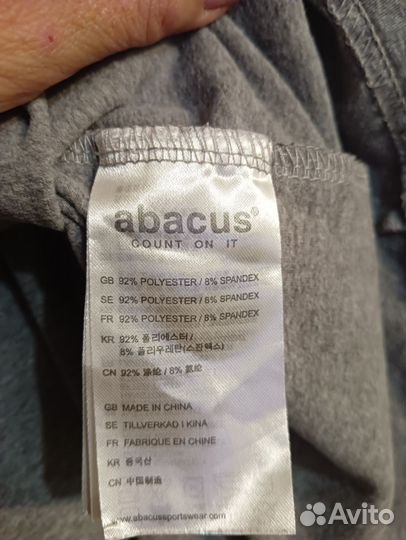 abacus®
COUNT ON IT
GB 92% POLYESTER / 8% SPANDEX
SE 92% POLYESTER / 8% SPANDEX
FR 92% POLYESTER / 8% SPANDEX
KR 92% 폴리에스터 /
8% 폴리우레탄(스판덱스)
CN 92% 涤纶 / 8% 氨纶
GB MADE IN CHINA
SE TILLVERKAD I KINA
FR FABRIQUE EN CHINE
KR 중국산
CN 中国制造
www.abacussportswear.com
Avito